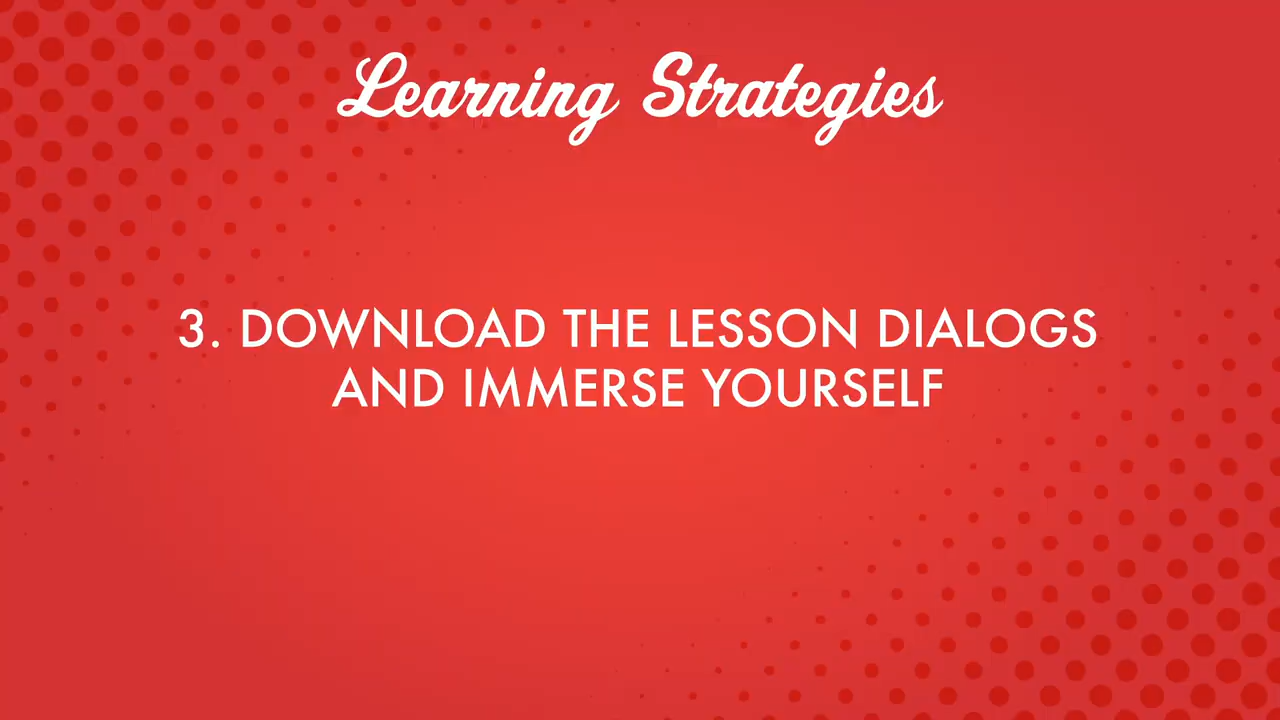 Learning Strategies
3. DOWNLOAD THE LESSON DIALOGS
AND IMMERSE YOURSELF